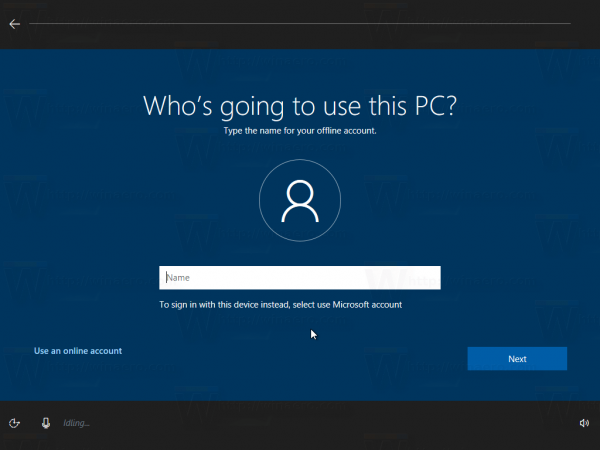 Who's going to use this PC?
Type the name for your offline account.
Name
To sign in with this device instead, select use Microsoft account
Use an online account
Next
Idling...